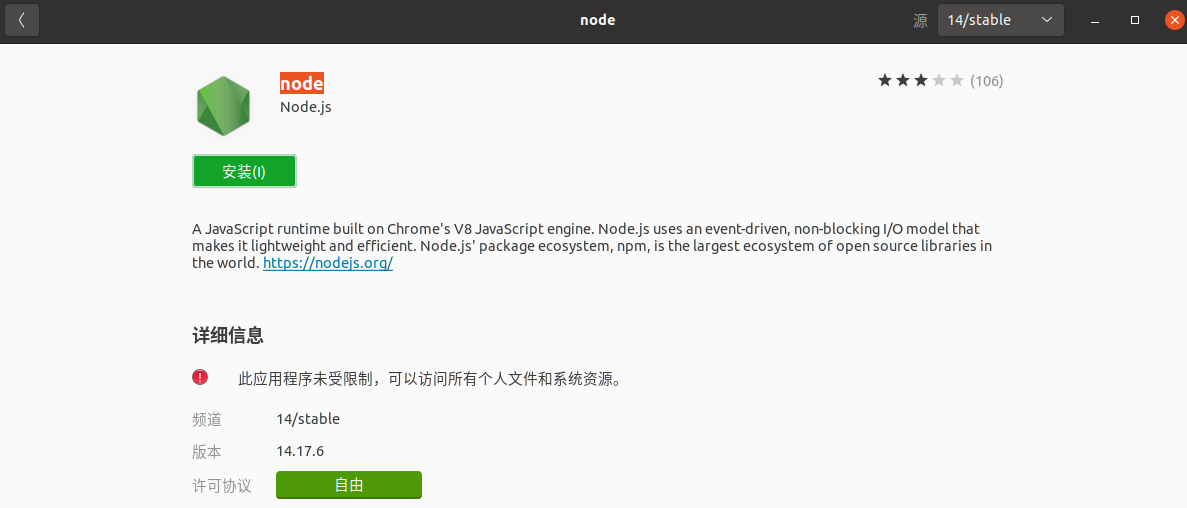 node
源
14/stable
node
(106)
Node.js
安装(I)
A JavaScript runtime built on Chrome's V8 JavaScript engine. Node.js uses an event-driven, non-blocking I/O model that
makes it lightweight and efficient. Node.js' package ecosystem, npm, is the largest ecosystem of open source libraries in
the world. https://nodejs.org/
详细信息
此应用程序未受限制，可以访问所有个人文件和系统资源。
频道 14/stable
版本 14.17.6
许可协议 自由